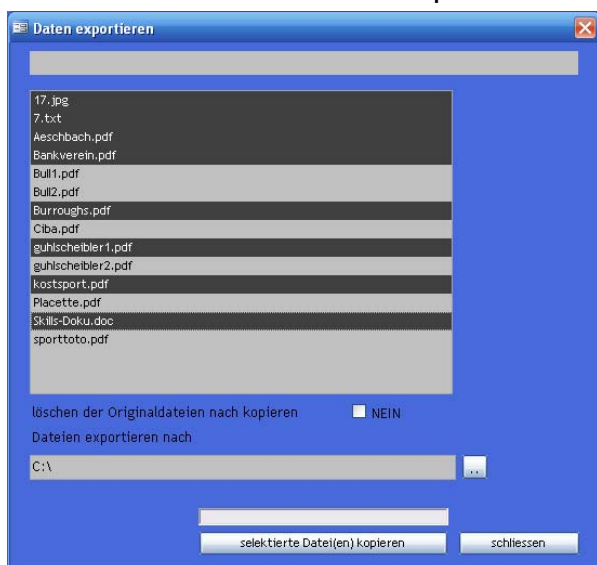 Daten exportieren
17.jpg
7.txt
Aeschbach.pdf
Bankverein.pdf
Bull1.pdf
Bull2.pdf
Burroughs.pdf
Ciba.pdf
guhlscheibler1.pdf
guhlscheibler2.pdf
kostsport.pdf
Placette.pdf
Skills-Doku.doc
sporttoto.pdf
löschen der Originaldateien nach kopieren NEIN
Dateien exportieren nach
C:\ ..
selektierte Datei(en) kopieren schliessen